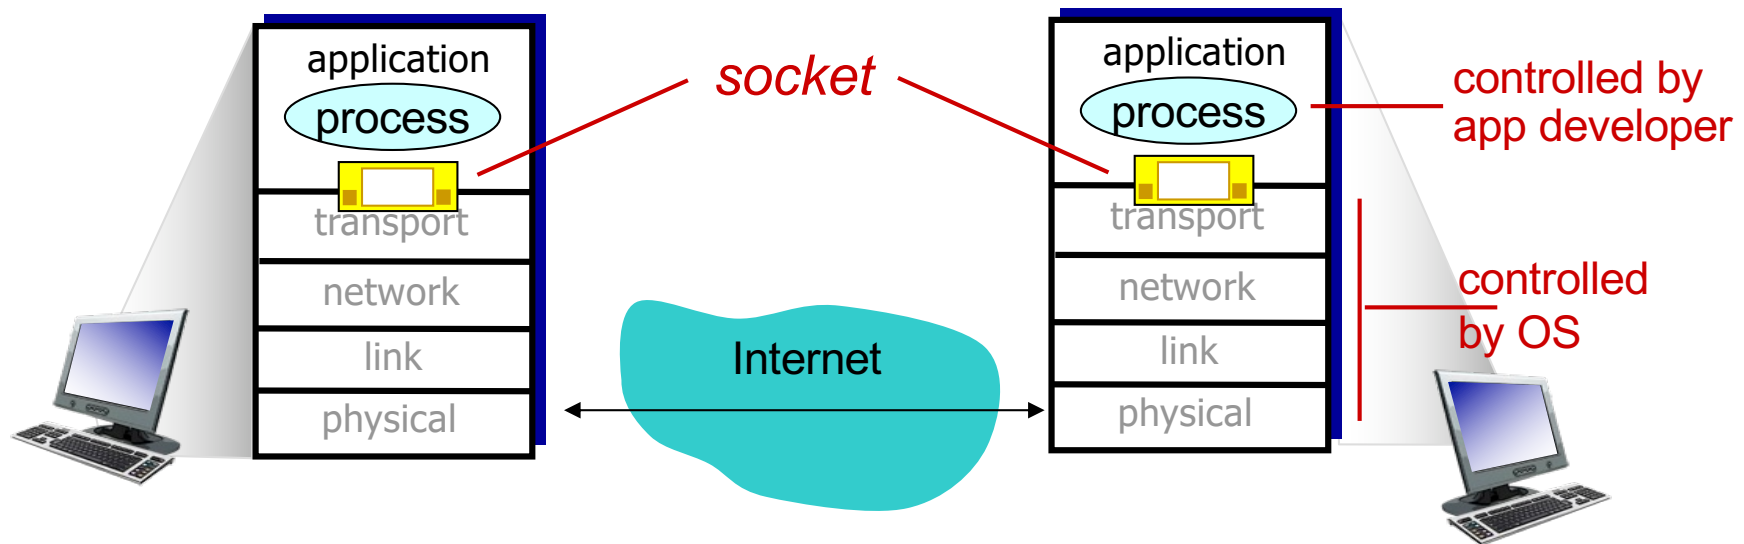 application
process
transport
network
link
physical
socket
Internet
application
process
transport
network
link
physical
controlled by
app developer
controlled
by OS